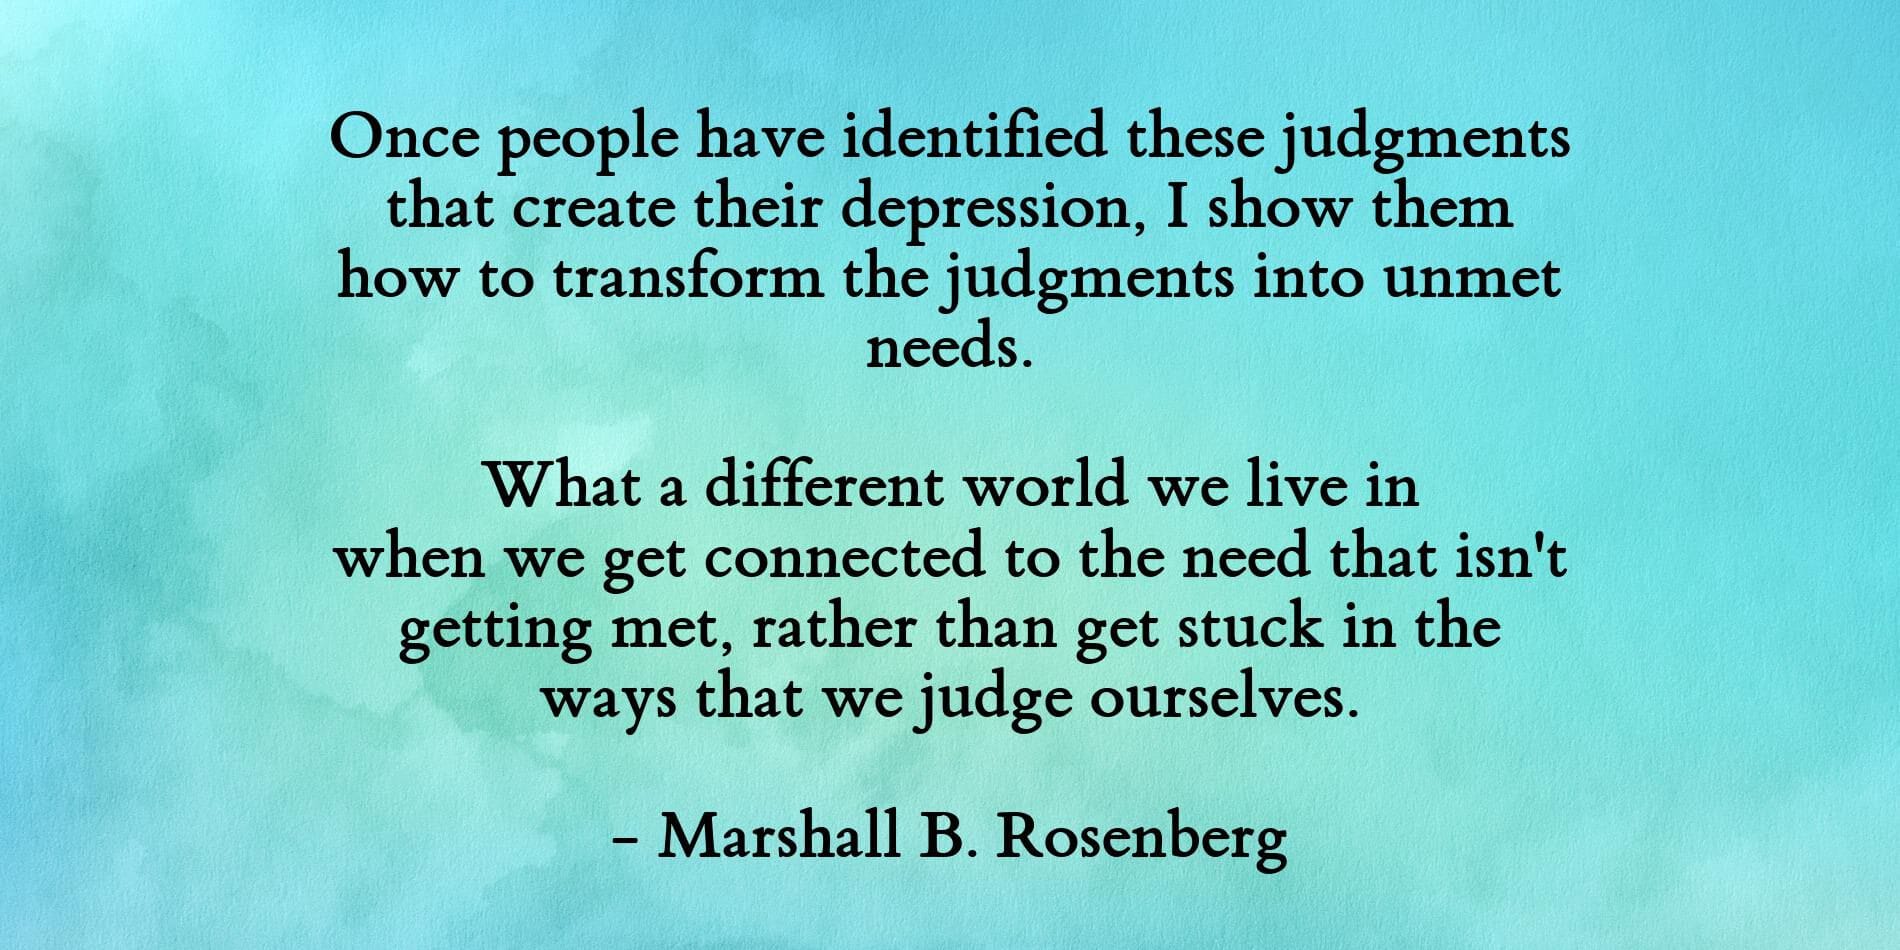 Once people have identified these judgments
that create their depression, I show them
how to transform the judgments into unmet
needs.
What a different world we live in
when we get connected to the need that isn't
getting met, rather than get stuck in the
ways that we judge ourselves.
- Marshall B. Rosenberg